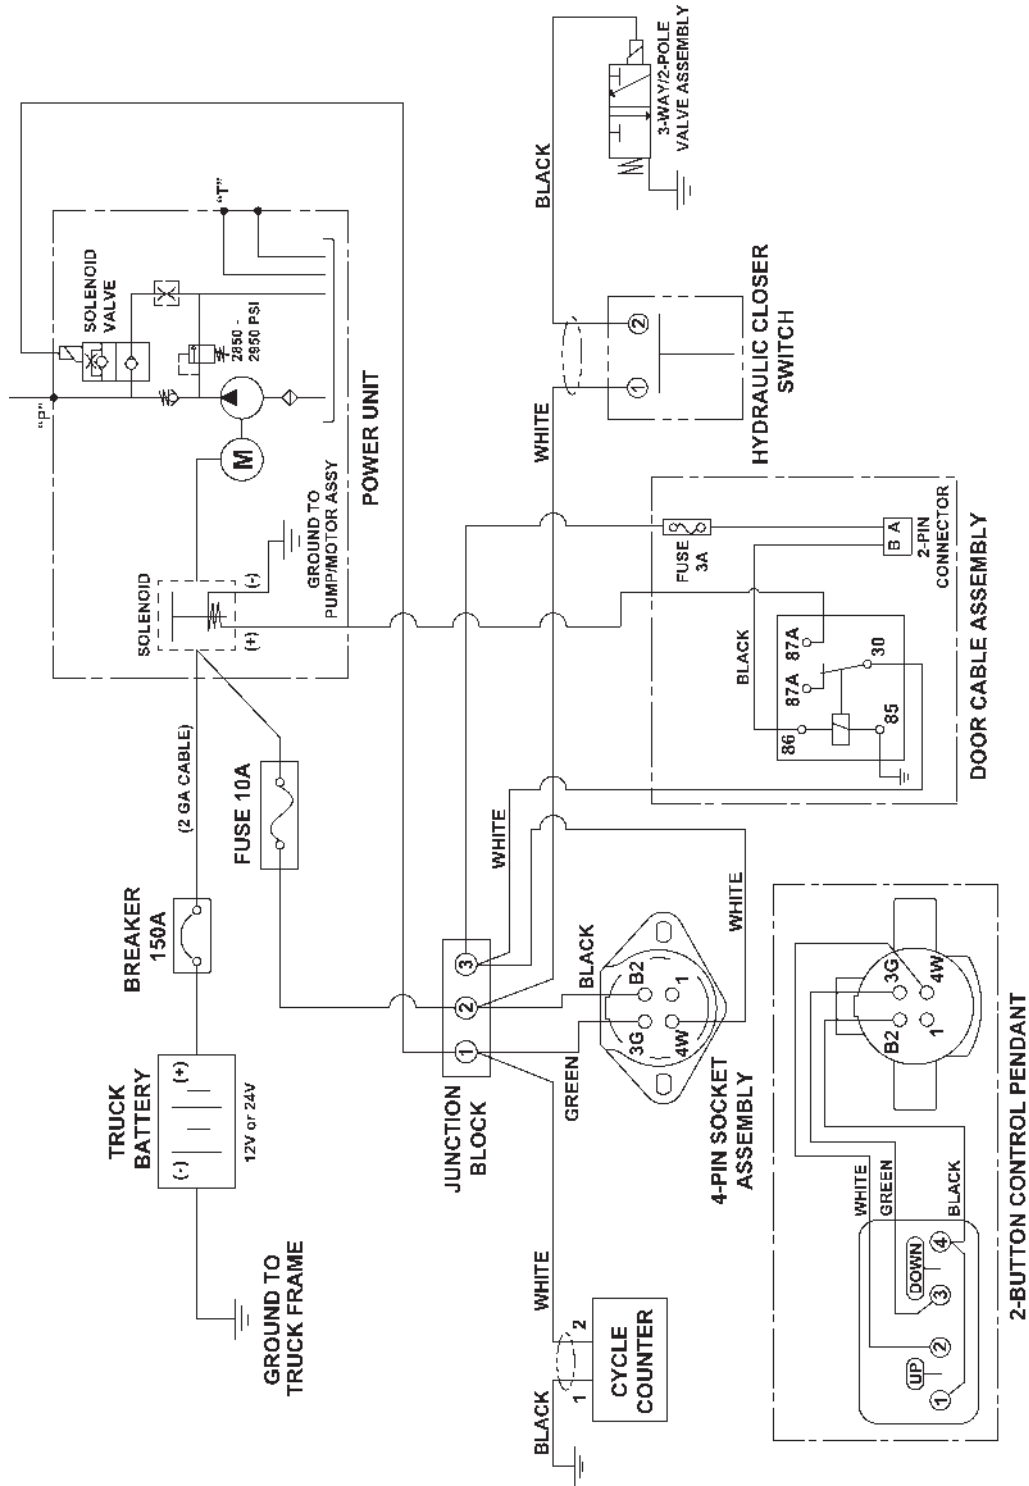 TRUCK
BATTERY
(-)
(+)
12V or 24V
GROUND TO
TRUCK FRAME
BREAKER
150A
(2 GA CABLE)
FUSE 10A
SOLENOID
(+)
(-)
GROUND TO
PUMP/MOTOR ASSY
M
"P"
SOLENOID
VALVE
2850 -
2950 PSI
"T"
POWER UNIT
JUNCTION
BLOCK
1
2
3
WHITE
BLACK
GREEN
WHITE
4-PIN SOCKET
ASSEMBLY
3G
B2
4W
1
CYCLE
COUNTER
BLACK
WHITE
1
2
WHITE
BLACK
1
2
HYDRAULIC CLOSER
SWITCH
3-WAY/2-POLE
VALVE ASSEMBLY
FUSE
3A
BLACK
B A
2-PIN
CONNECTOR
86
87A
87A
85
30
DOOR CABLE ASSEMBLY
UP
DOWN
1
2
3
4
WHITE
GREEN
BLACK
B2
3G
1
4W
2-BUTTON CONTROL PENDANT